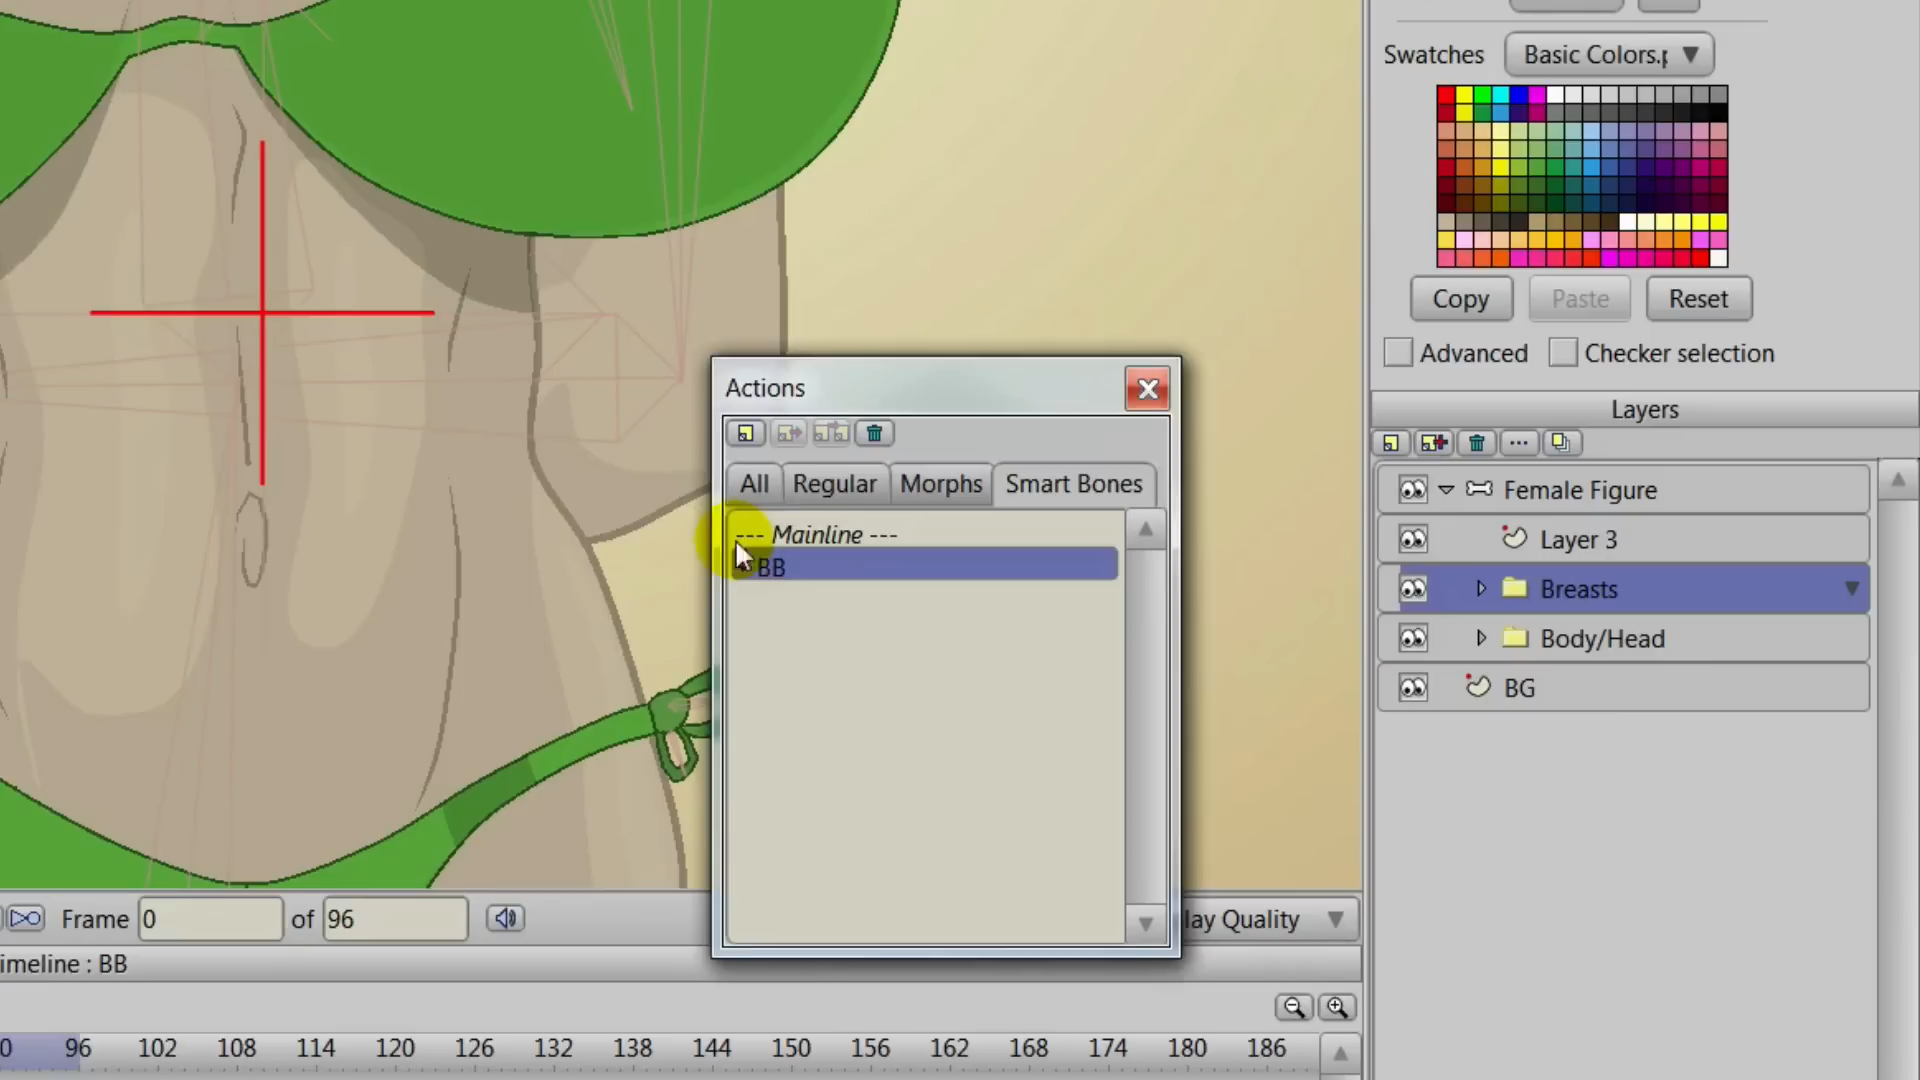 Swatches Basic Colors.p
Copy Paste Reset
Advanced Checker selection
Layers
Female Figure
Layer 3
Breasts
Body/Head
BG
Actions
All Regular Morphs Smart Bones
--- Mainline ---
BB
Frame 0 of 96
lay Quality
imeline : BB
0 96 102 108 114 120 126 132 138 144 150 156 162 168 174 180 186